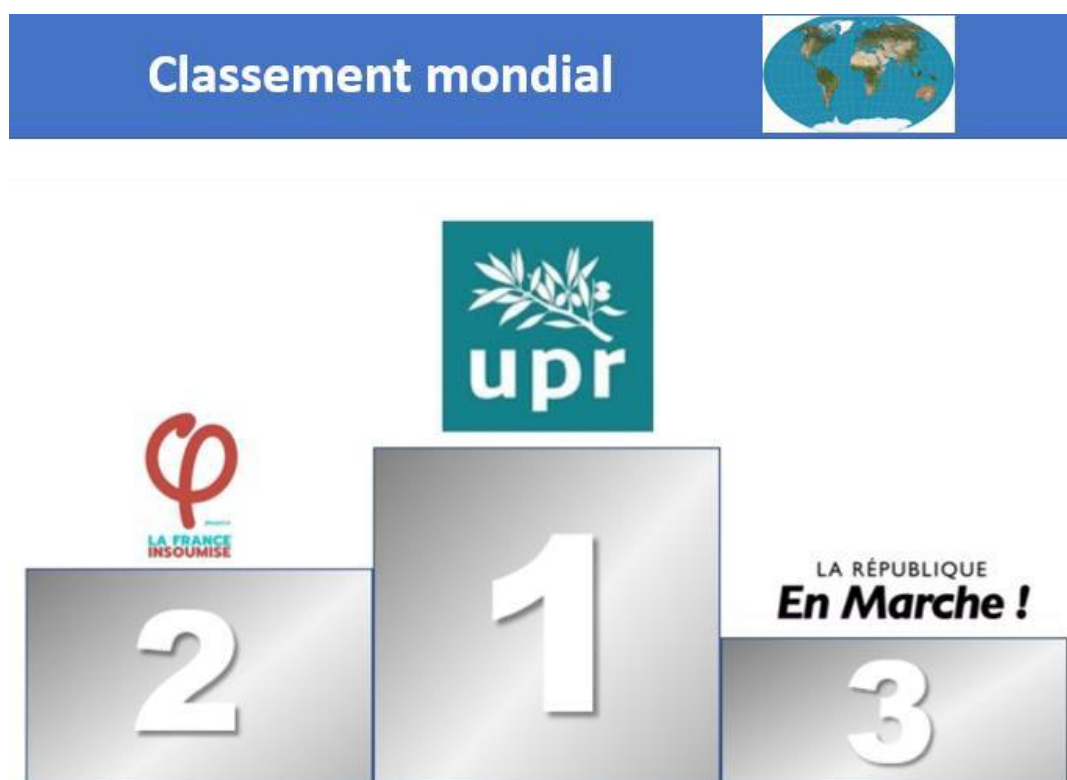 Classement mondial
upr
LA FRANCE
INSOUMISE
LA RÉPUBLIQUE
En Marche !
2
1
3